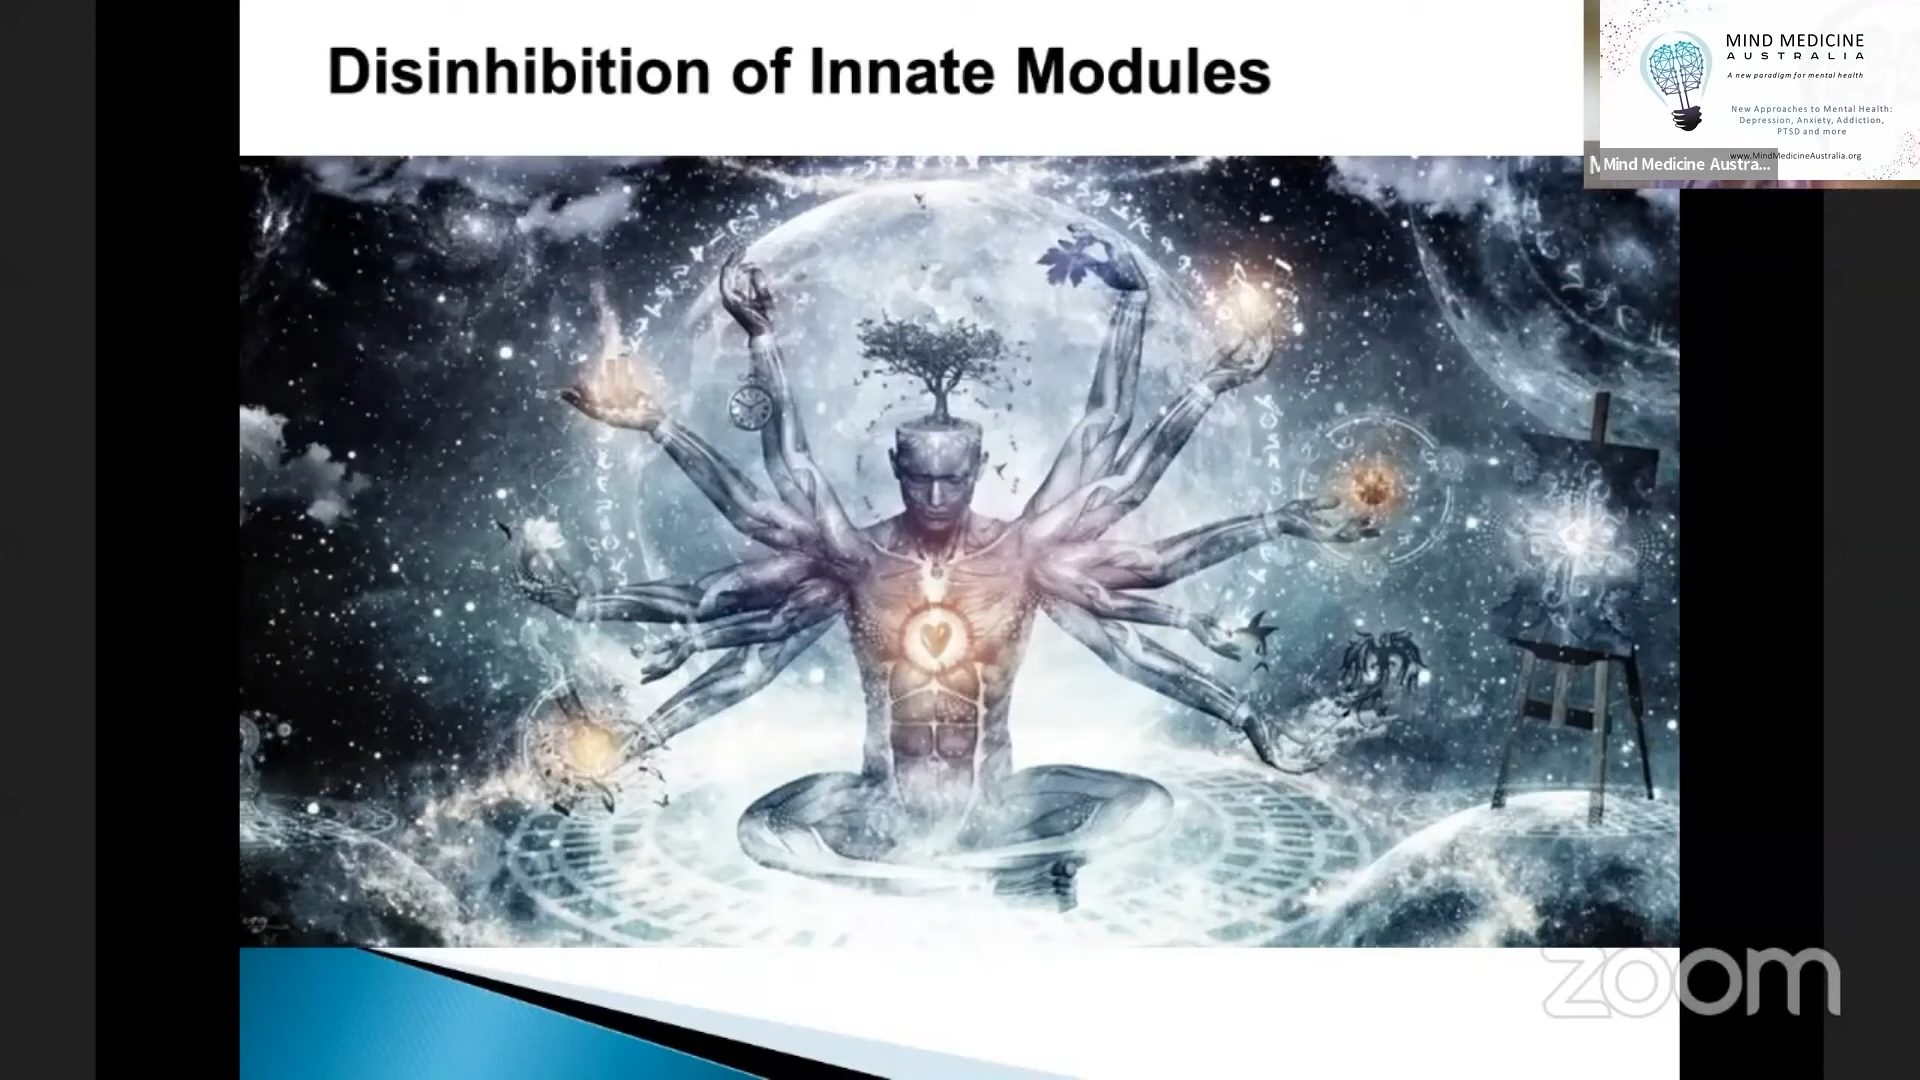 Disinhibition of Innate Modules
MIND MEDICINE
AUSTRALIA
A new paradigm for mental health
New Approaches to Mental Health:
Depression, Anxiety, Addiction,
PTSD and more
www.MindMedicineAustralia.org
Mind Medicine Austra...
zoom